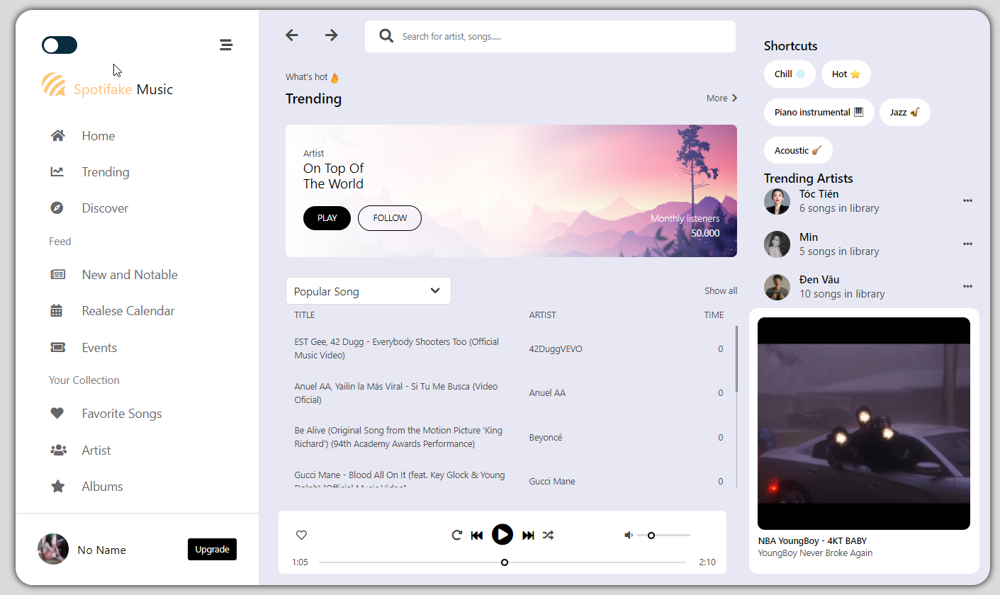 Spotifake Music
Home
Trending
Discover
Feed
New and Notable
Realese Calendar
Events
Your Collection
Favorite Songs
Artist
Albums
No Name
Upgrade
Search for artist, songs.....
What's hot
Trending
More
Artist
On Top Of
The World
PLAY
FOLLOW
Monthly listeners
50.000
Popular Song
Show all
TITLE ARTIST TIME
EST Gee, 42 Dugg - Everybody Shooters Too (Official
Music Video)
42DuggVEVO
0
Anuel AA, Yailin la Más Viral - Si Tu Me Busca (Video
Oficial)
Anuel AA
0
Be Alive (Original Song from the Motion Picture 'King
Richard') (94th Academy Awards Performance)
Beyoncé
0
Gucci Mane - Blood All On It (feat. Key Glock & Young
Dolph) [Official Music Video]
Gucci Mane
0
1:05
2:10
Shortcuts
Chill
Hot
Piano instrumental
Jazz
Acoustic
Trending Artists
Tóc Tiên
6 songs in library
Min
5 songs in library
Đen Vâu
10 songs in library
NBA YoungBoy - 4KT BABY
YoungBoy Never Broke Again